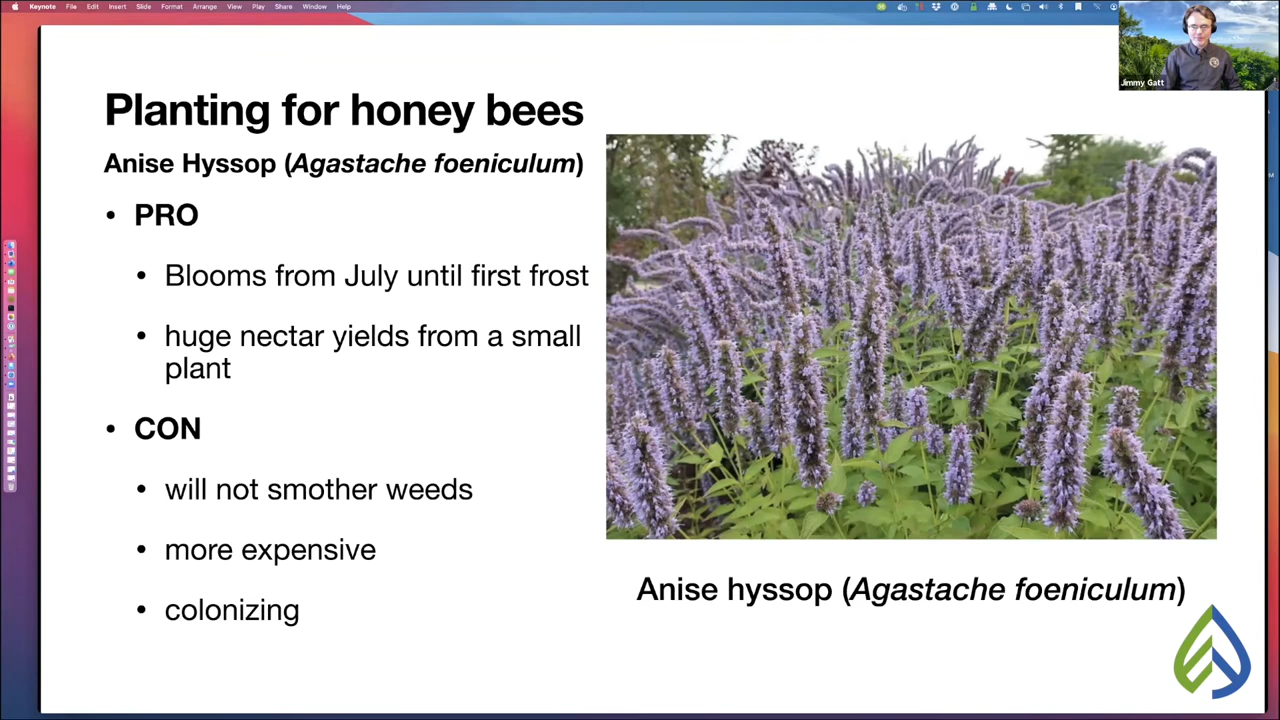 Keynote File Edit Insert Slide Format Arrange View Play Share Window Help
Jimmy Gatt
Planting for honey bees
Anise Hyssop (Agastache foeniculum)
• PRO
• Blooms from July until first frost
• huge nectar yields from a small
plant
• CON
• will not smother weeds
• more expensive
• colonizing
Anise hyssop (Agastache foeniculum)